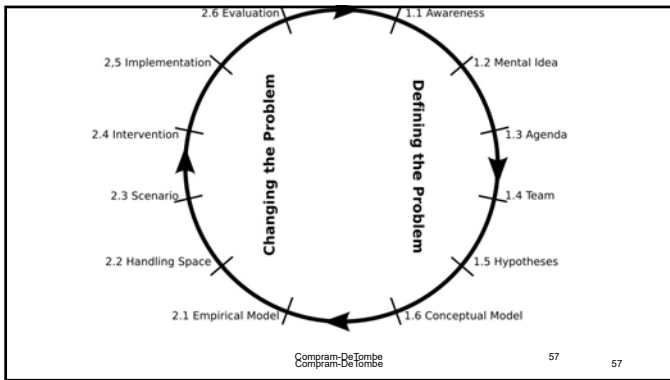 2.6 Evaluation
1.1 Awareness
2,5 Implementation
1.2 Mental Idea
2.4 Intervention
1.3 Agenda
Changing the Problem
Defining the Problem
2.3 Scenario
1.4 Team
2.2 Handling Space
1.5 Hypotheses
2.1 Empirical Model
1.6 Conceptual Model
Compram-DeTombe
57
Compram-DeTombe
57